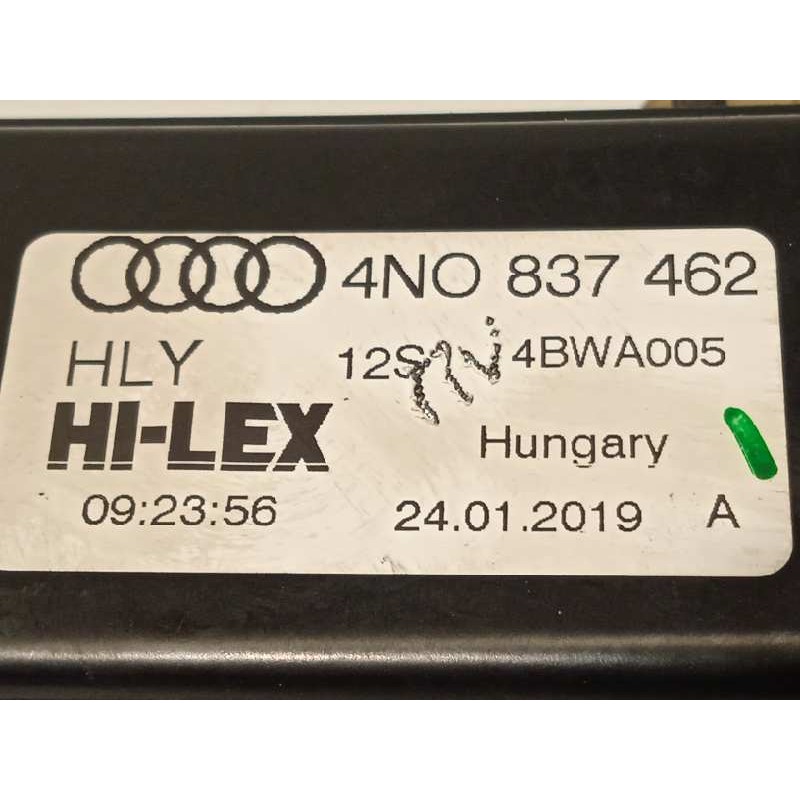 4N0 837 462
HLY 12S 4BWA005
HI-LEX Hungary
09:23:56 24.01.2019 A